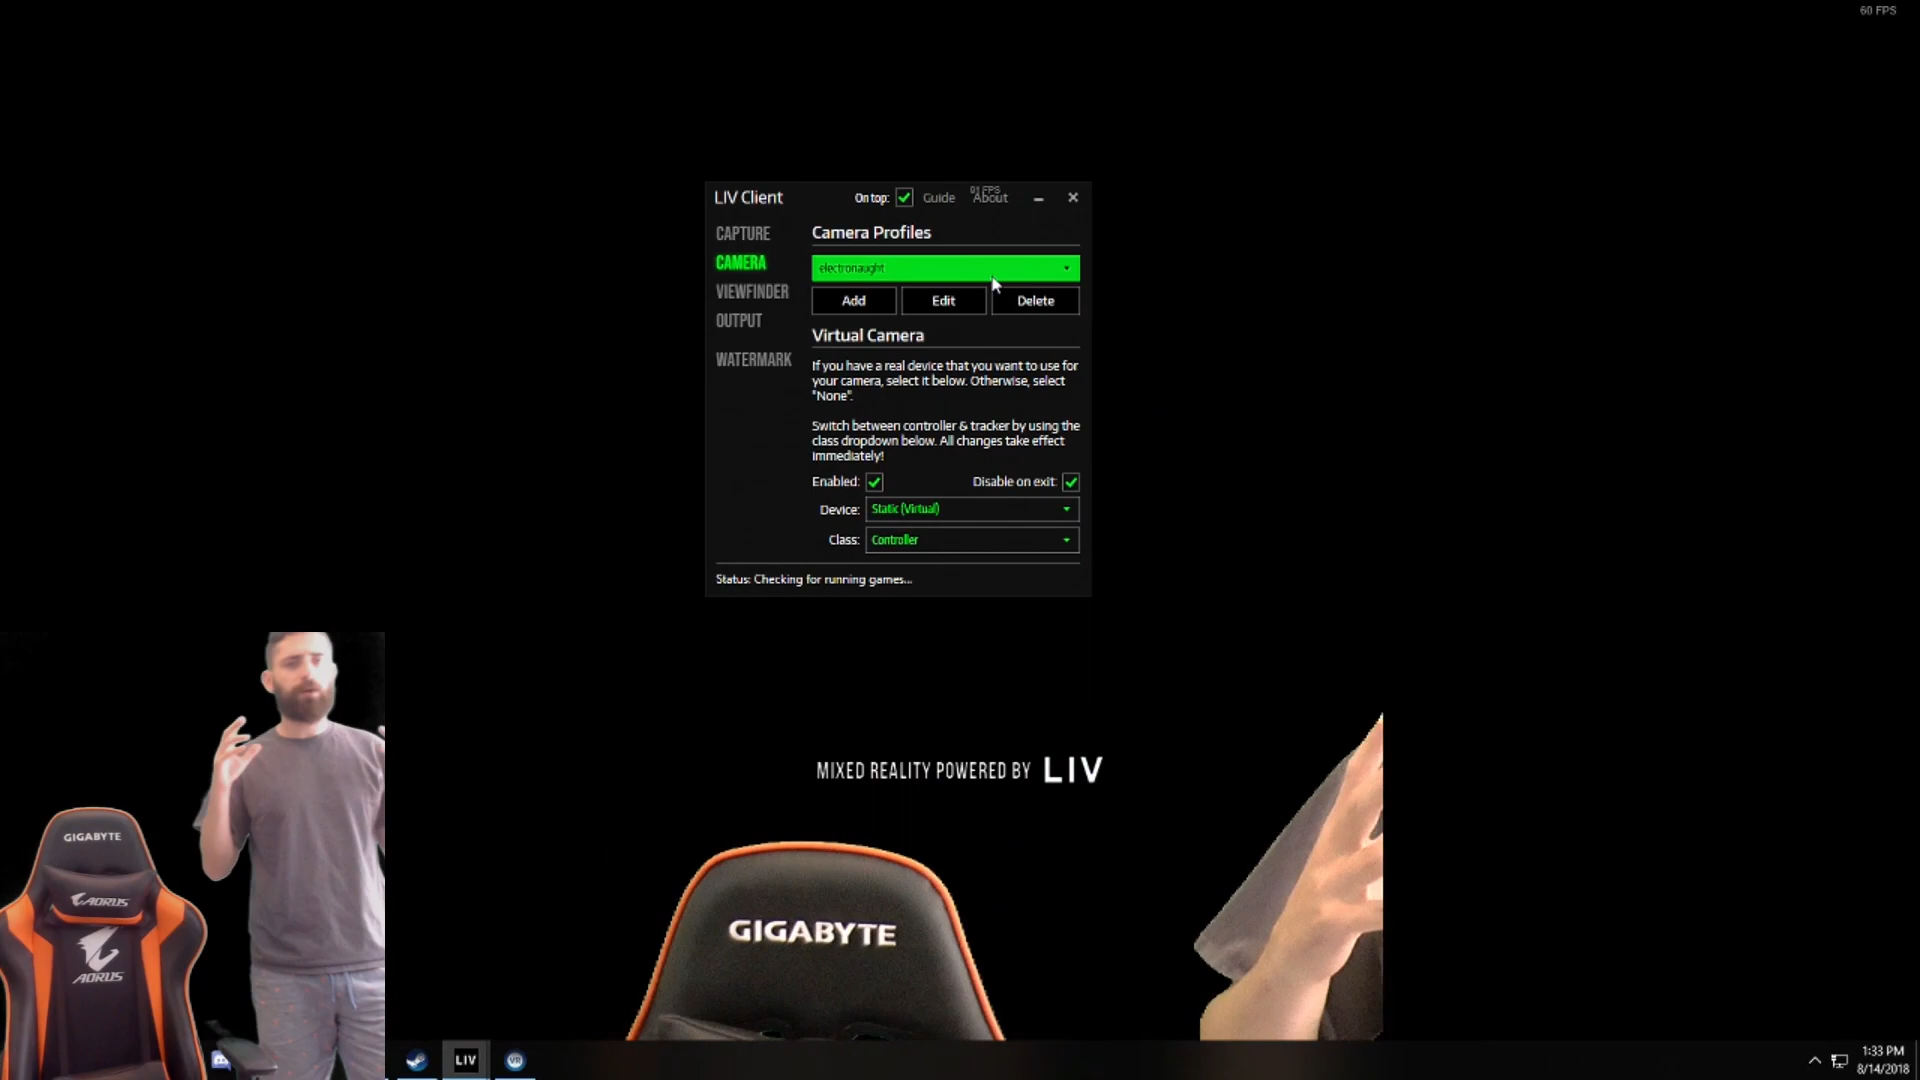 60 FPS
LIV Client
On top:
Guide
91 FPS
About
CAPTURE
CAMERA
VIEWFINDER
OUTPUT
WATERMARK
Camera Profiles
electronaught
Add
Edit
Delete
Virtual Camera
If you have a real device that you want to use for
your camera, select it below. Otherwise, select
"None".
Switch between controller & tracker by using the
class dropdown below. All changes take effect
immediately!
Enabled:
Disable on exit:
Device:
Static (Virtual)
Class:
Controller
Status: Checking for running games...
MIXED REALITY POWERED BY LIV
GIGABYTE
AORUS
AORUS
GIGABYTE
LIV
VR
1:33 PM
8/14/2018